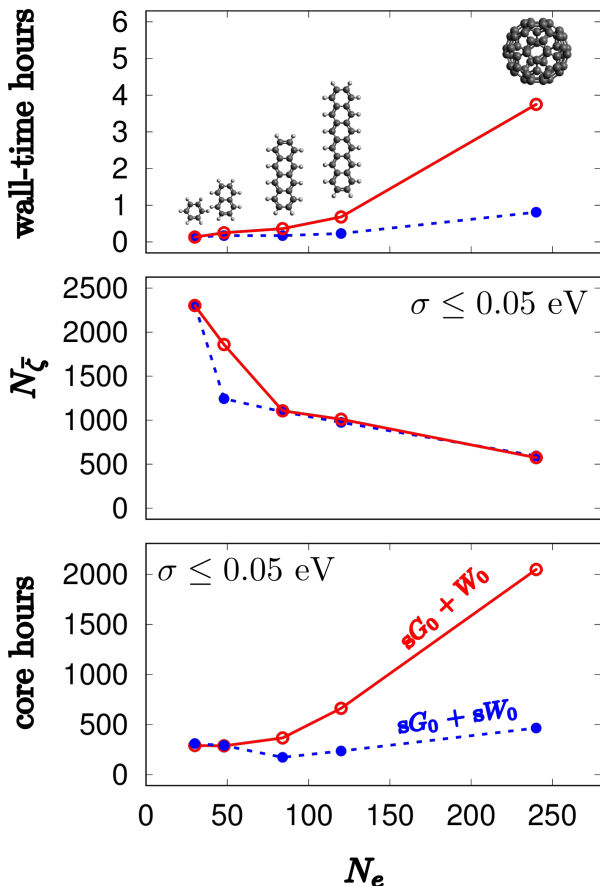 wall-time hours
6
5
4
3
2
1
0
N_ζ̄
σ ≤ 0.05 eV
2500
2000
1500
1000
500
0
core hours
σ ≤ 0.05 eV
2000
1500
1000
500
0
sG₀ + W₀
sG₀ + sW₀
0 50 100 150 200 250
Nₑ